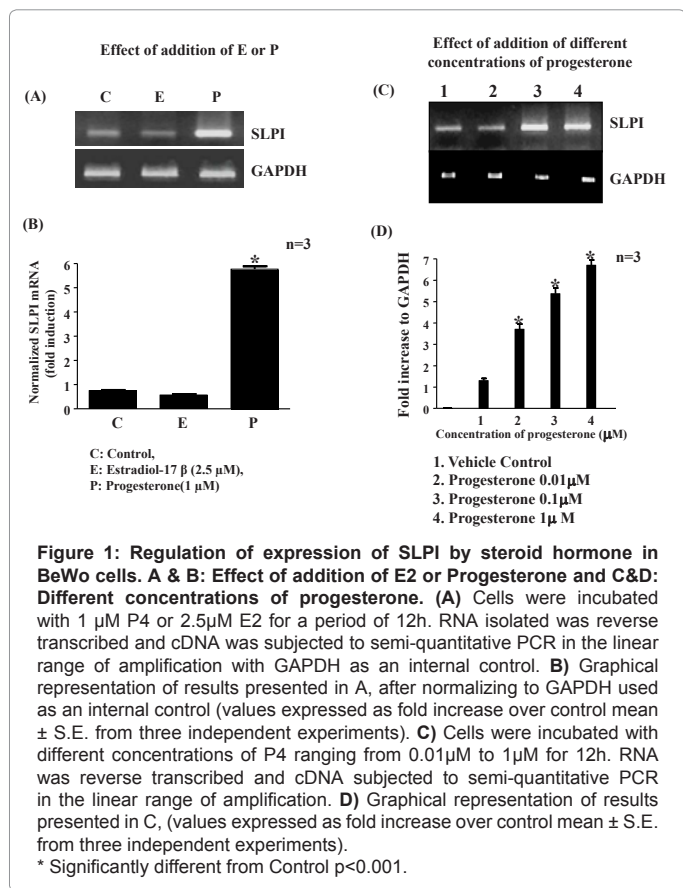 Effect of addition of E or P
(A)
C E P
SLPI
GAPDH
(B)
n=3
Normalized SLPI mRNA
(fold induction)
6
5
4
3
2
1
0
*
C E P
C: Control,
E: Estradiol-17 β (2.5 µM),
P: Progesterone(1 µM)
Effect of addition of different
concentrations of progesterone
(C)
1 2 3 4
SLPI
GAPDH
(D)
n=3
Fold increase to GAPDH
7
6
5
4
3
2
1
0
* * *
1 2 3 4
Concentration of progesterone (µM)
1. Vehicle Control
2. Progesterone 0.01µM
3. Progesterone 0.1µM
4. Progesterone 1µ M
Figure 1: Regulation of expression of SLPI by steroid hormone in
BeWo cells. A & B: Effect of addition of E2 or Progesterone and C&D:
Different concentrations of progesterone. (A) Cells were incubated
with 1 µM P4 or 2.5µM E2 for a period of 12h. RNA isolated was reverse
transcribed and cDNA was subjected to semi-quantitative PCR in the linear
range of amplification with GAPDH as an internal control. B) Graphical
representation of results presented in A, after normalizing to GAPDH used
as an internal control (values expressed as fold increase over control mean
± S.E. from three independent experiments). C) Cells were incubated with
different concentrations of P4 ranging from 0.01µM to 1µM for 12h. RNA
was reverse transcribed and cDNA subjected to semi-quantitative PCR
in the linear range of amplification. D) Graphical representation of results
presented in C, (values expressed as fold increase over control mean ± S.E.
from three independent experiments).
* Significantly different from Control p<0.001.